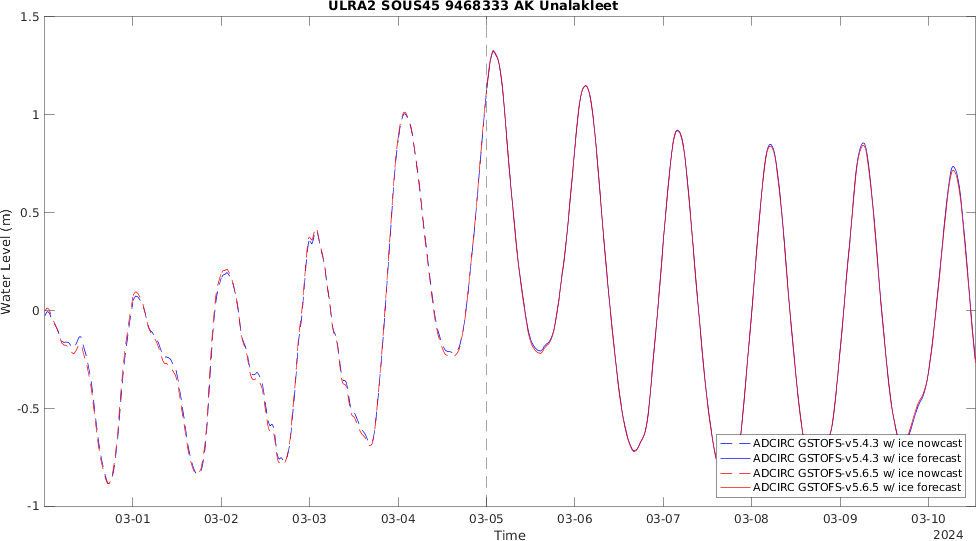 ULRA2 SOUS45 9468333 AK Unalakleet
1.5
1
0.5
0
-0.5
-1
Water Level (m)
ADCIRC GSTOFS-v5.4.3 w/ ice nowcast
ADCIRC GSTOFS-v5.4.3 w/ ice forecast
ADCIRC GSTOFS-v5.6.5 w/ ice nowcast
ADCIRC GSTOFS-v5.6.5 w/ ice forecast
03-01 03-02 03-03 03-04 03-05 03-06 03-07 03-08 03-09 03-10
Time
2024